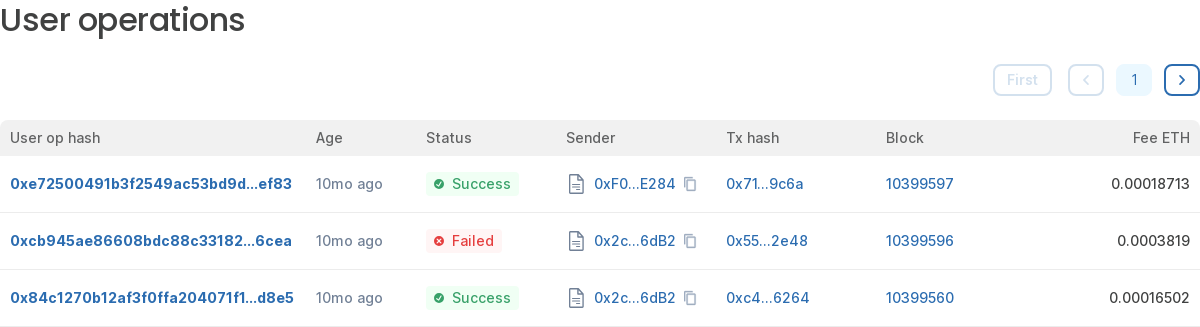 User operations
First 1
User op hash Age Status Sender Tx hash Block Fee ETH
0xe72500491b3f2549ac53bd9d...ef83 10mo ago Success 0xF0...E284 0x71...9c6a 10399597 0.00018713
0xcb945ae86608bdc88c33182...6cea 10mo ago Failed 0x2c...6dB2 0x55...2e48 10399596 0.0003819
0x84c1270b12af3f0ffa204071f1...d8e5 10mo ago Success 0x2c...6dB2 0xc4...6264 10399560 0.00016502